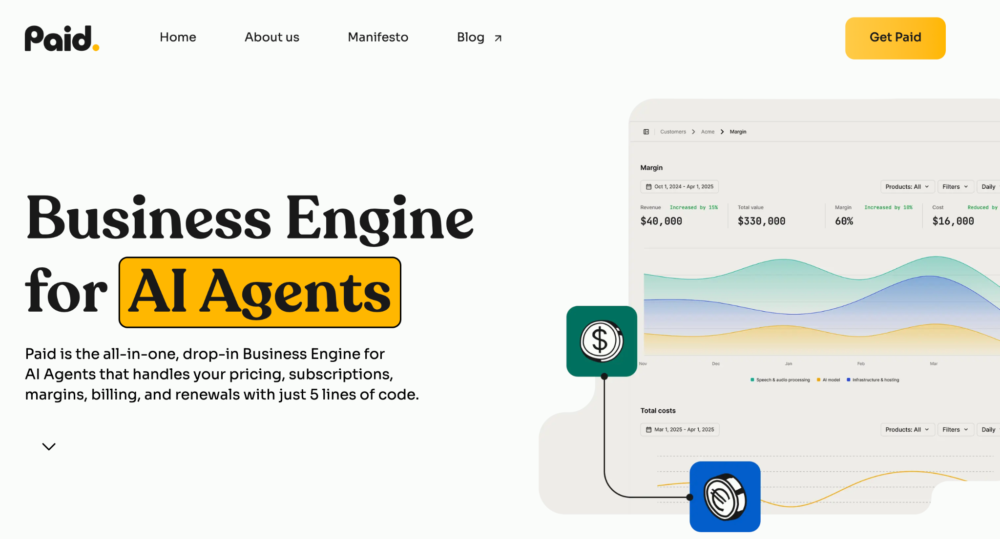 Paid.
Home
About us
Manifesto
Blog
Get Paid
Business Engine
for AI Agents
Paid is the all-in-one, drop-in Business Engine for
AI Agents that handles your pricing, subscriptions,
margins, billing, and renewals with just 5 lines of code.
Customers > Acme > Margin
Margin
Oct 1, 2024 - Apr 1, 2025
Products: All
Filters
Daily
Revenue Increased by 15%
$40,000
Total value
$330,000
Margin Increased by 10%
60%
Cost Reduced by
$16,000
Nov Dec Jan Feb Mar
Speech & audio processing AI model Infrastructure & hosting
Total costs
Mar 1, 2025 - Apr 1, 2025
Products: All
Filters
Daily
$
€